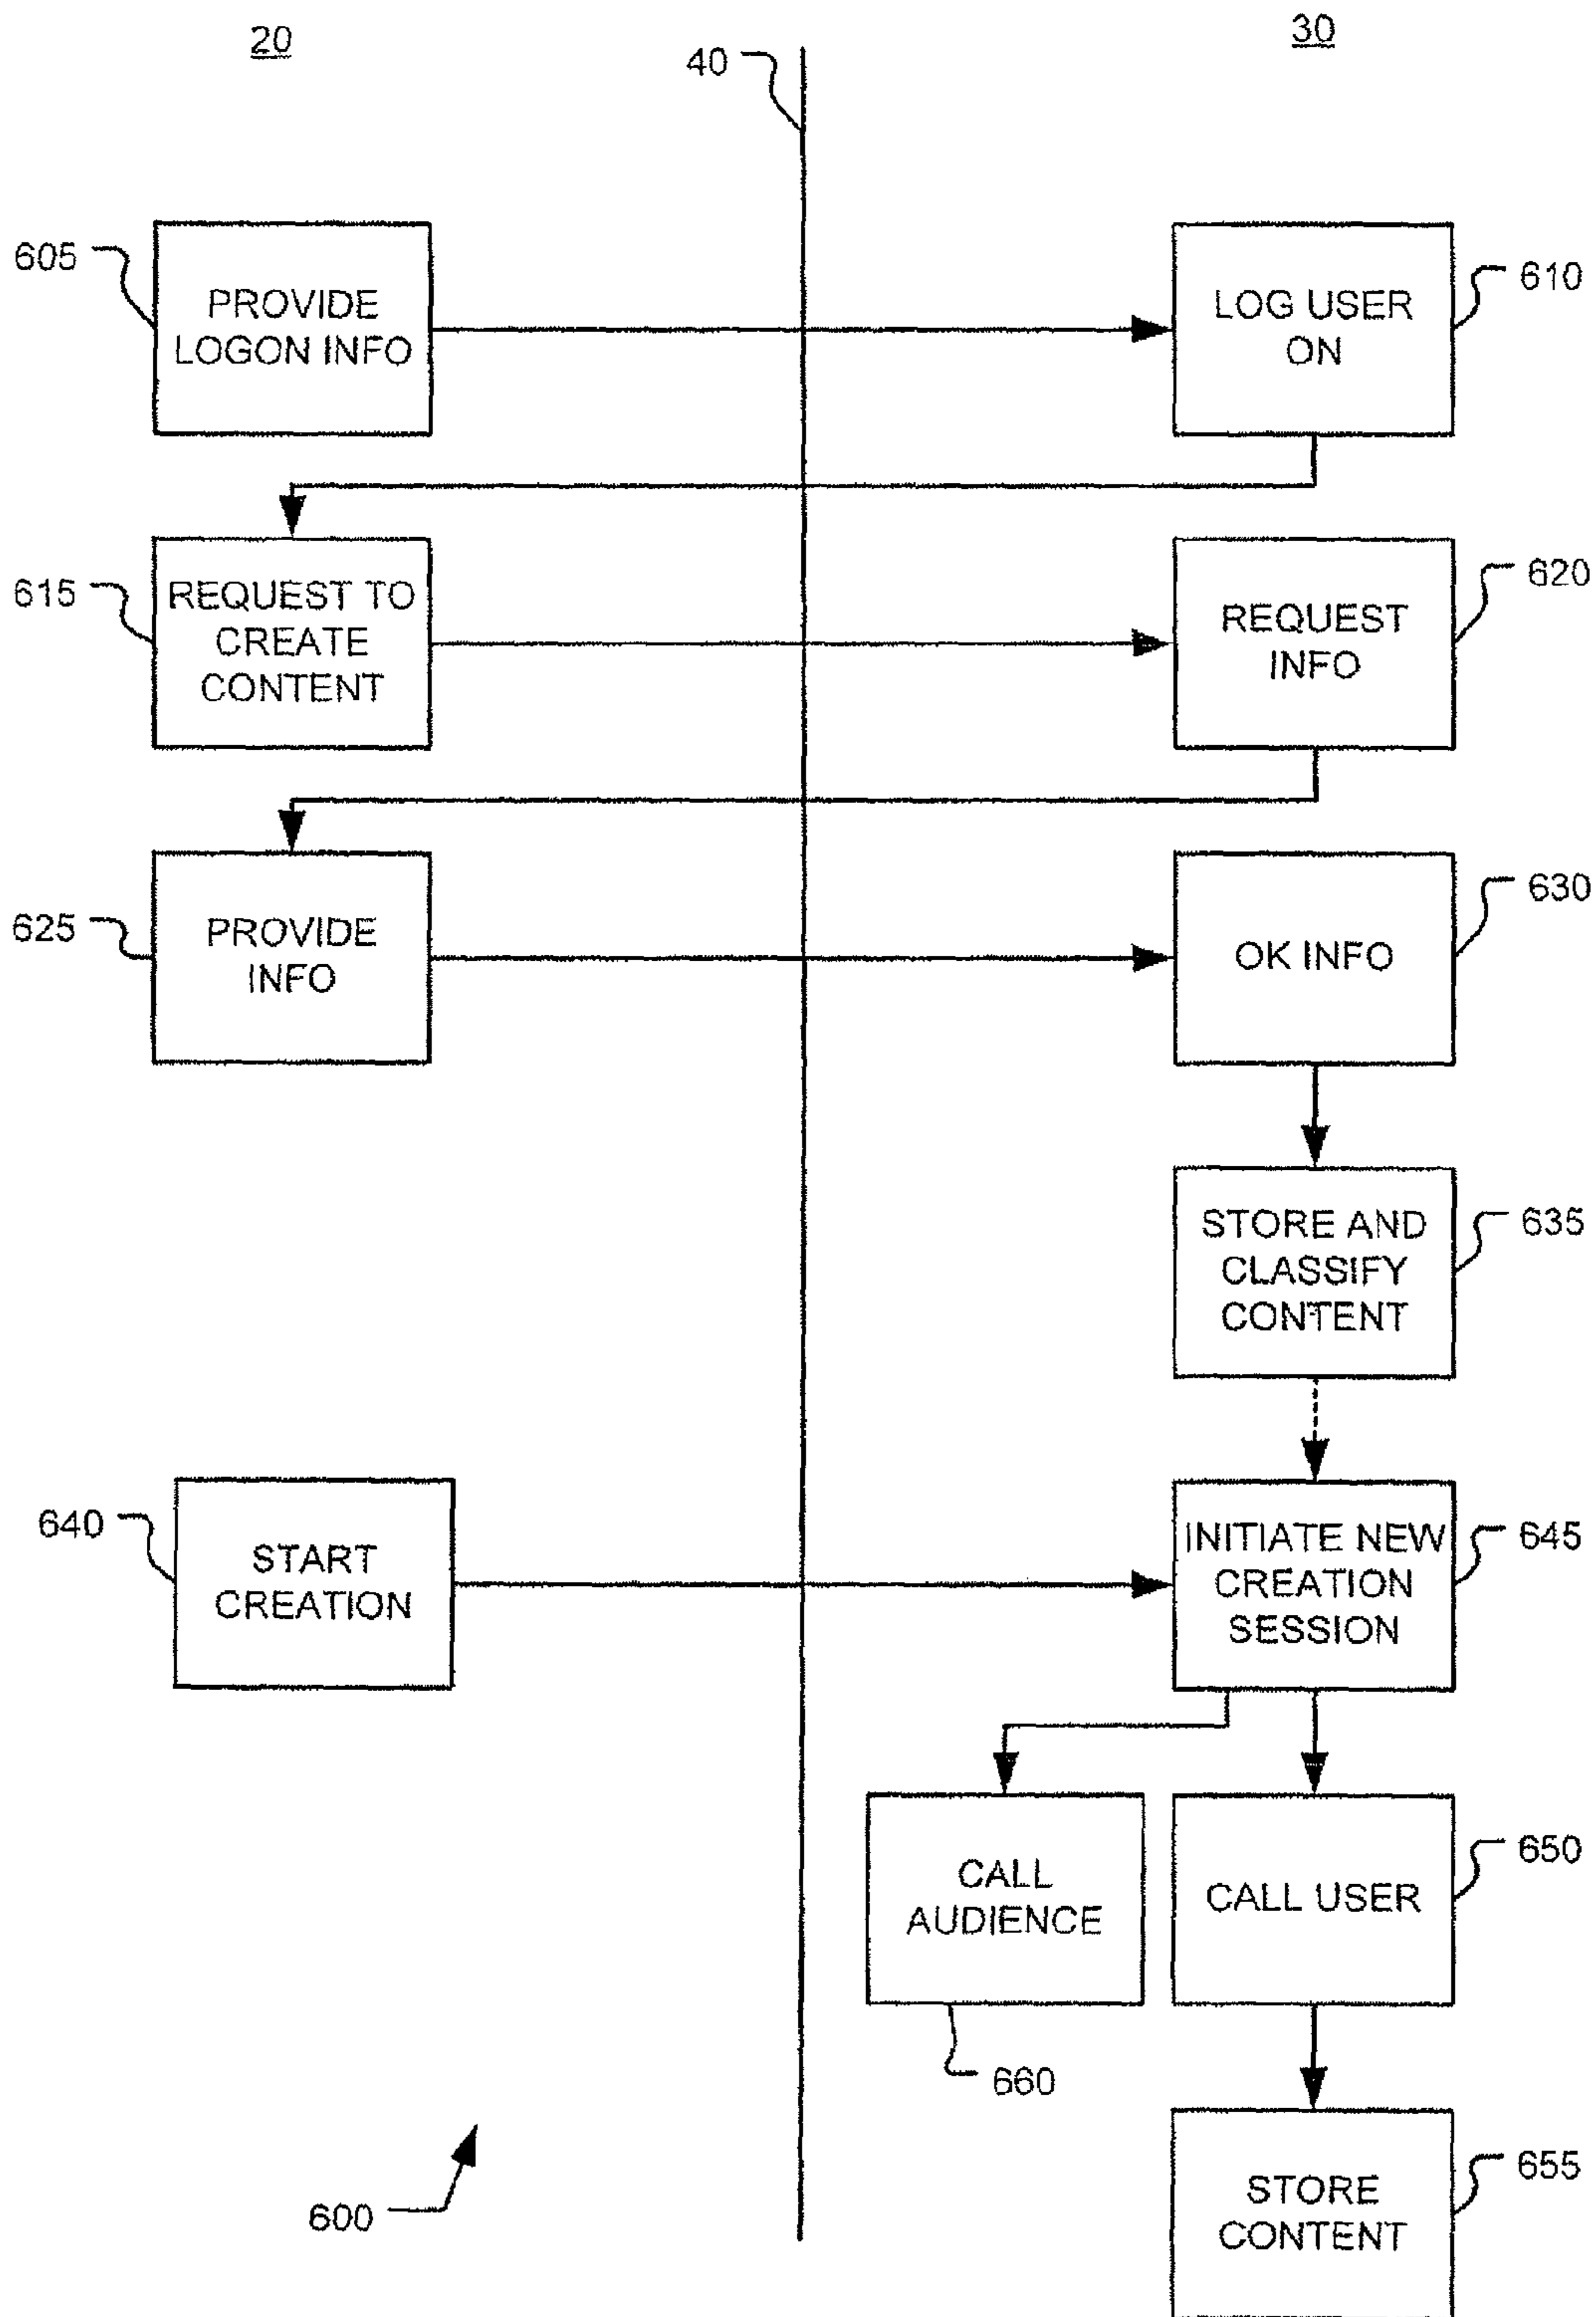 20
30
40
605
PROVIDE
LOGON INFO
LOG USER
ON
610
615
REQUEST TO
CREATE
CONTENT
REQUEST
INFO
620
625
PROVIDE
INFO
OK INFO
630
STORE AND
CLASSIFY
CONTENT
635
640
START
CREATION
INITIATE NEW
CREATION
SESSION
645
CALL
AUDIENCE
660
CALL USER
650
STORE
CONTENT
655
600